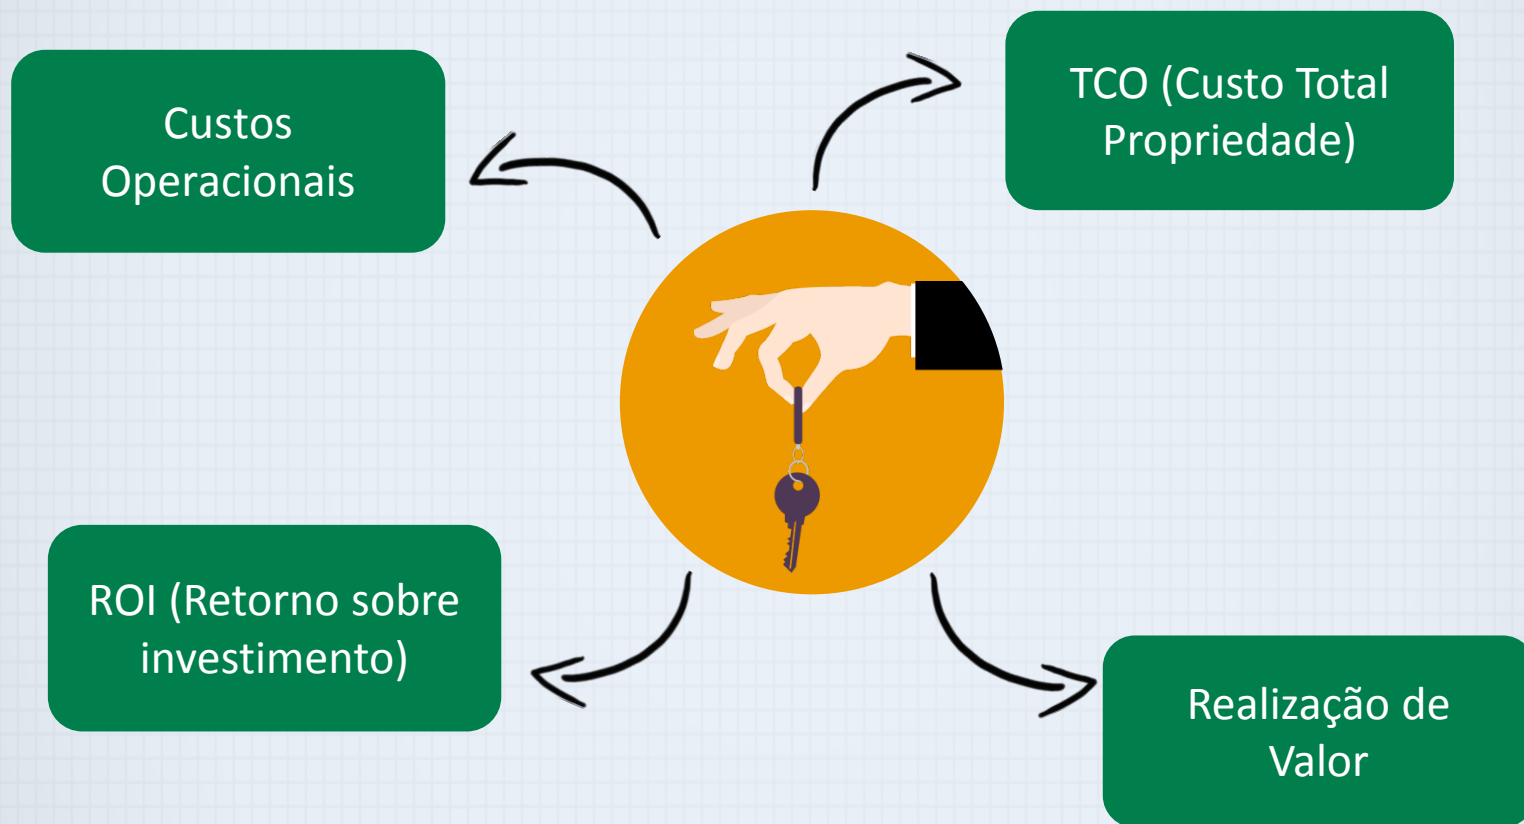 Custos
Operacionais
TCO (Custo Total
Propriedade)
ROI (Retorno sobre
investimento)
Realização de
Valor